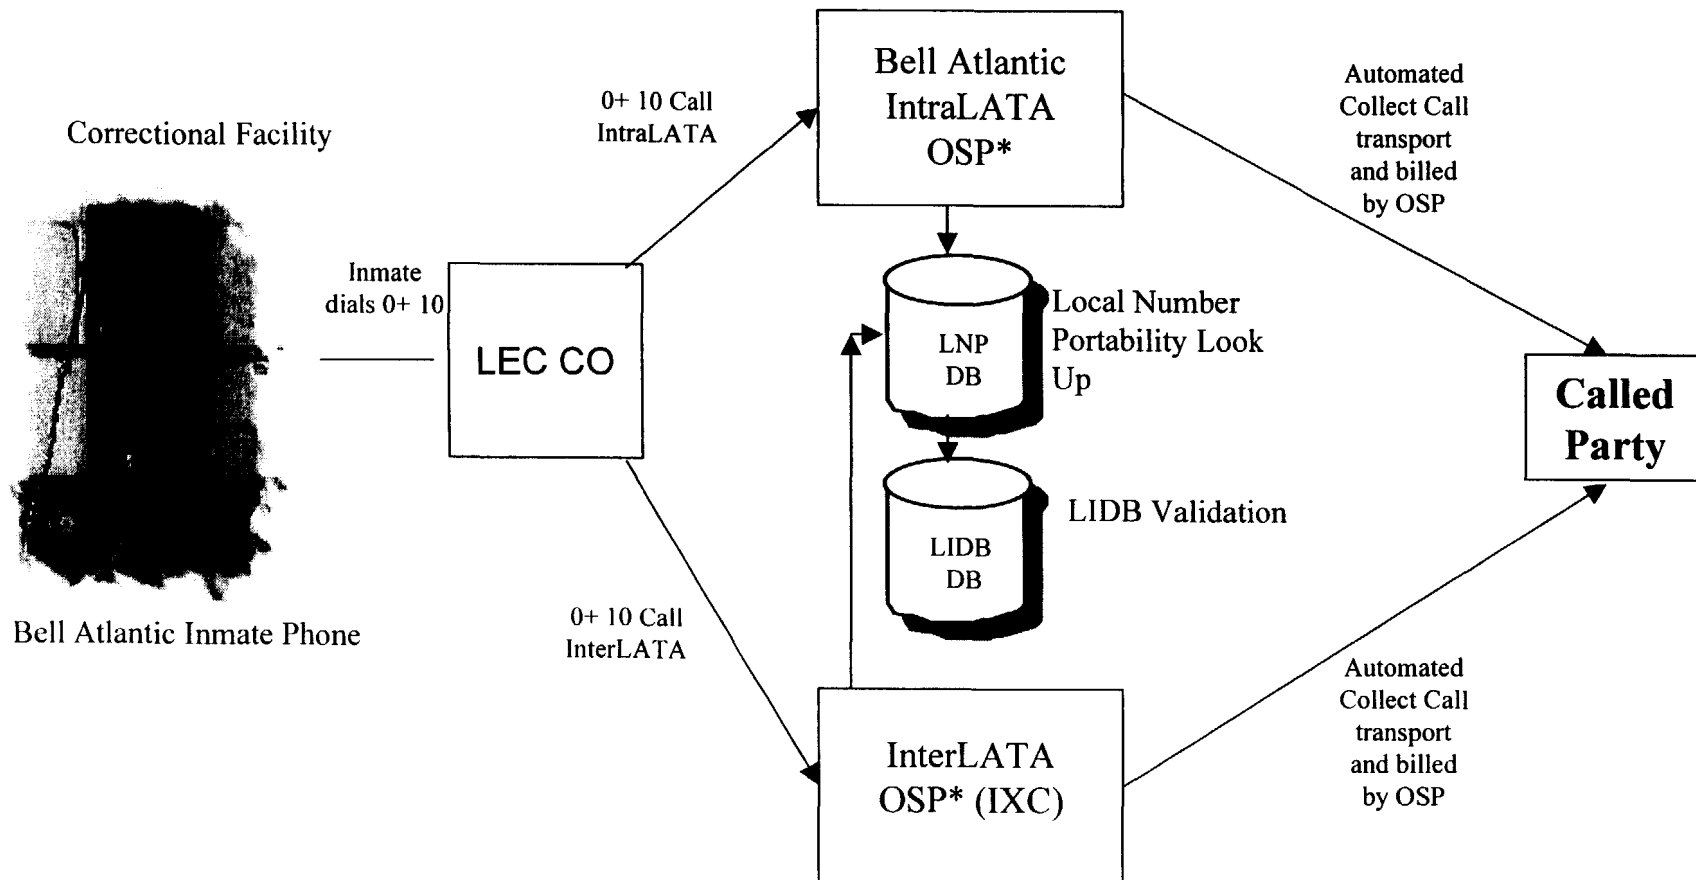 Correctional Facility
Bell Atlantic Inmate Phone
Inmate
dials 0+ 10
LEC CO
0+ 10 Call
IntraLATA
0+ 10 Call
InterLATA
Bell Atlantic
IntraLATA
OSP*
LNP
DB
Local Number
Portability Look
Up
LIDB
DB
LIDB Validation
InterLATA
OSP* (IXC)
Automated
Collect Call
transport
and billed
by OSP
Called
Party
Automated
Collect Call
transport
and billed
by OSP